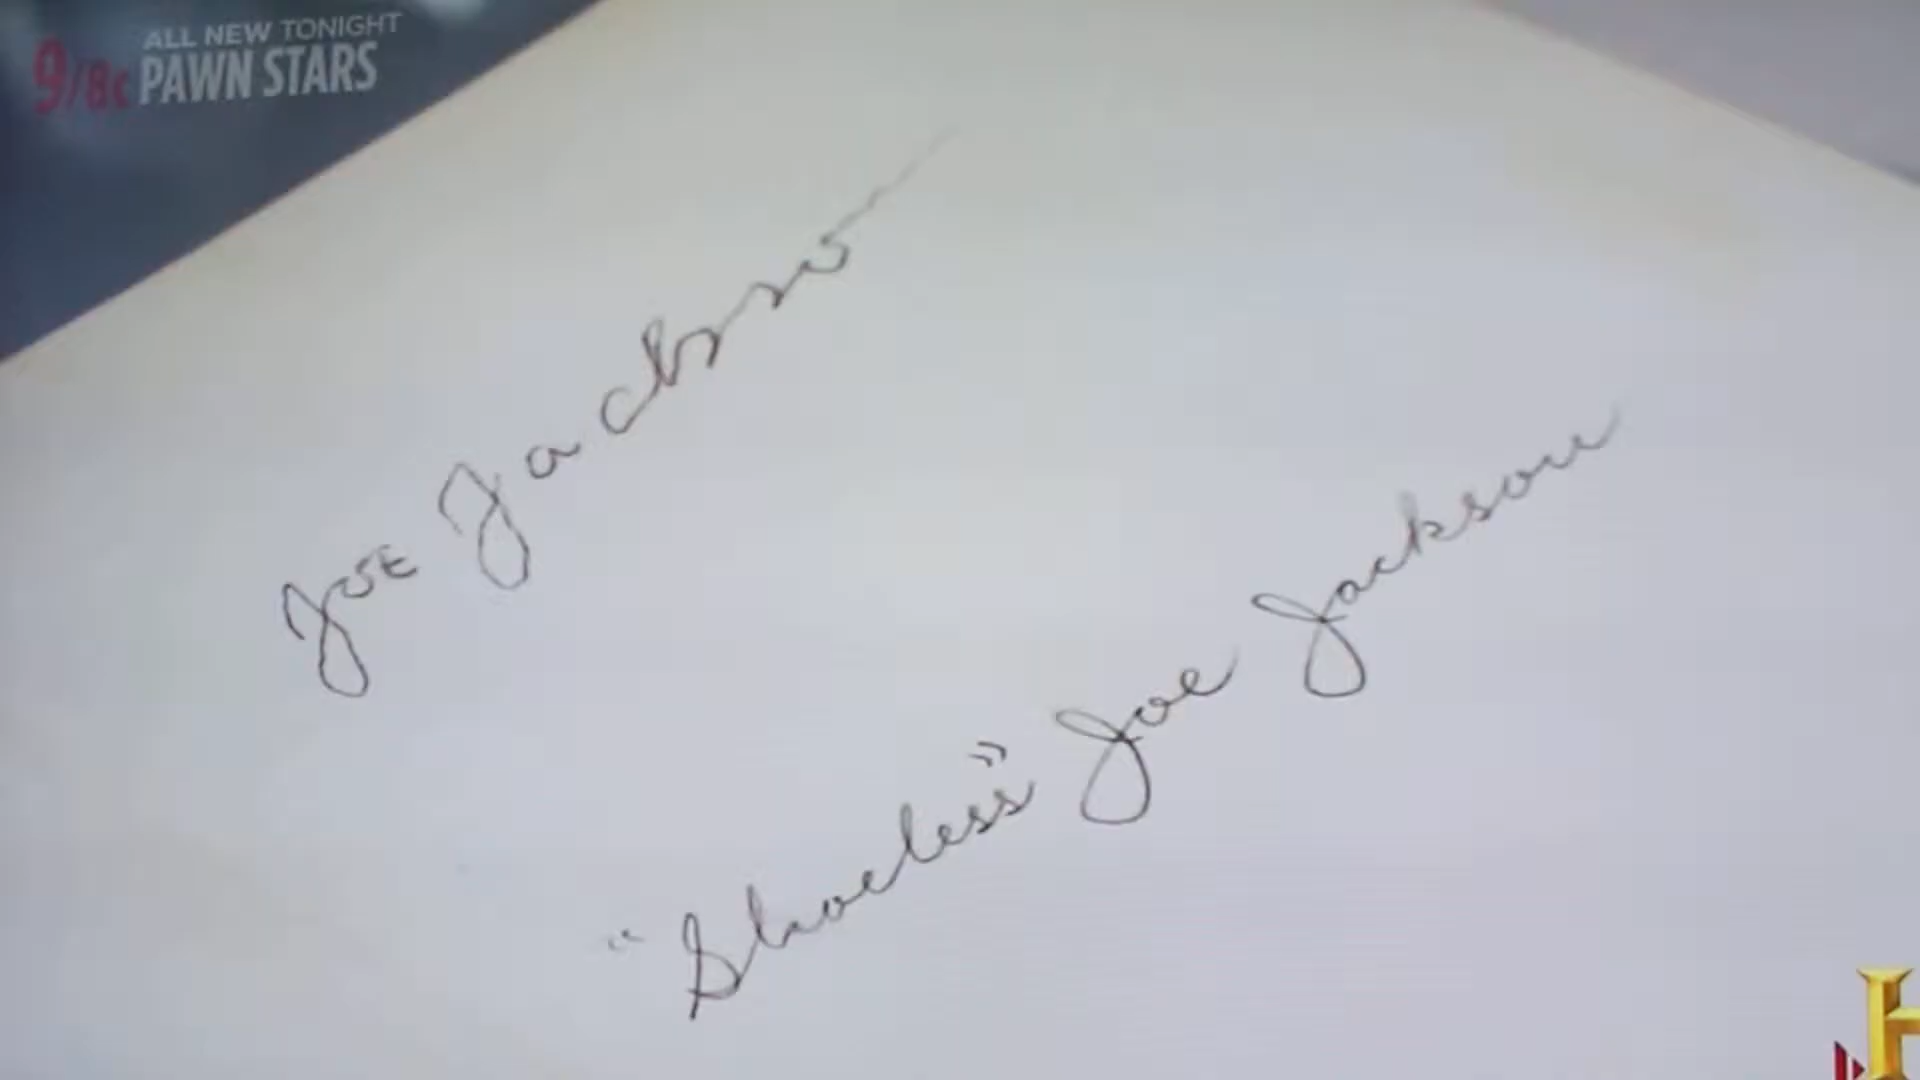 ALL NEW TONIGHT
9/8c PAWN STARS
Joe Jackson
"Shoeless" Joe Jackson
H